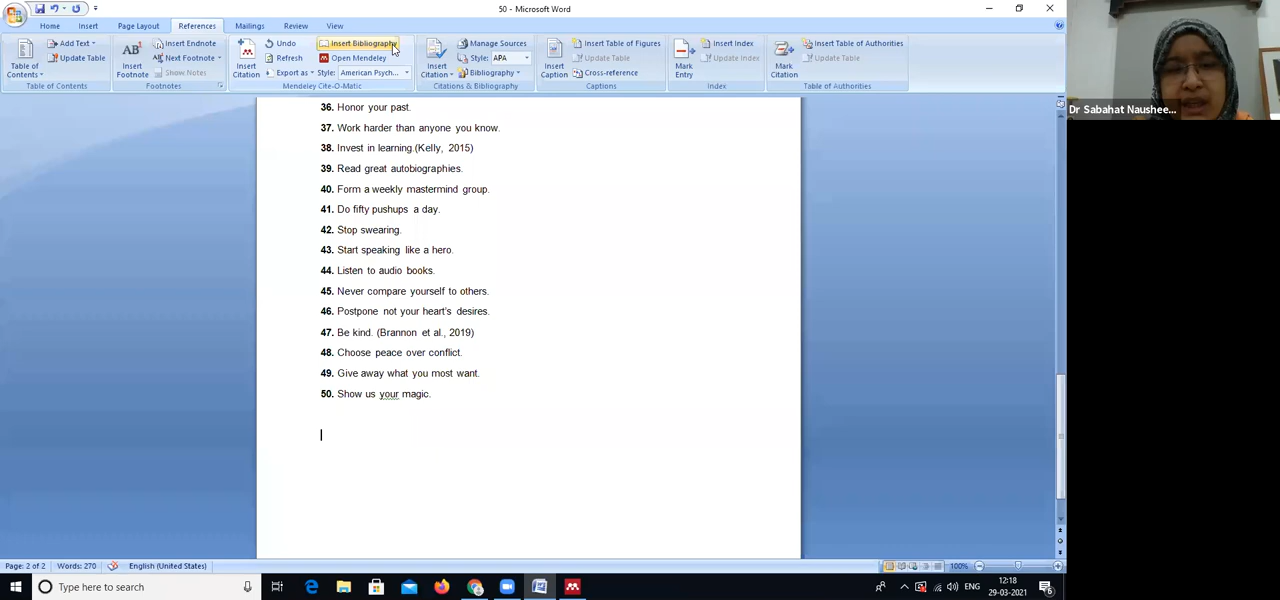 50 - Microsoft Word
Home Insert Page Layout References Mailings Review View
Add Text
Update Table
Table of Contents
Table of Contents
AB1
Insert Footnote
Insert Endnote
Next Footnote
Show Notes
Footnotes
Insert Citation
Undo
Refresh
Export as
Insert Bibliography
Open Mendeley
Style: American Psych...
Mendeley Cite-O-Matic
Insert Citation
Manage Sources
Style: APA
Bibliography
Citations & Bibliography
Insert Caption
Insert Table of Figures
Update Table
Cross-reference
Captions
Mark Entry
Insert Index
Update Index
Index
Mark Citation
Insert Table of Authorities
Update Table
Table of Authorities
Dr Sabahat Naushee...
36. Honor your past.
37. Work harder than anyone you know.
38. Invest in learning.(Kelly, 2015)
39. Read great autobiographies.
40. Form a weekly mastermind group.
41. Do fifty pushups a day.
42. Stop swearing.
43. Start speaking like a hero.
44. Listen to audio books.
45. Never compare yourself to others.
46. Postpone not your heart's desires.
47. Be kind. (Brannon et al., 2019)
48. Choose peace over conflict.
49. Give away what you most want.
50. Show us your magic.
Page: 2 of 2 Words: 270 English (United States) 100%
Type here to search
ENG
12:18
29-03-2021
6